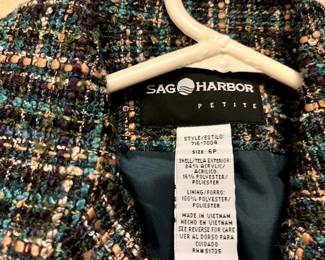 SAG HARBOR
PETITE
STYLE/ESTILO:
716/7004
SIZE: 6P
SHELL/TELA EXTERIOR:
84% ACRYLIC/
ACRILICO
16% POLYESTER/
POLIESTER
LINING/FORRO:
100% POLYESTER/
POLIESTER
MADE IN VIETNAM
HECHO EN VIETNAM
SEE REVERSE FOR CARE
VER AL DORSO PARA
CUIDADO
RN#51735